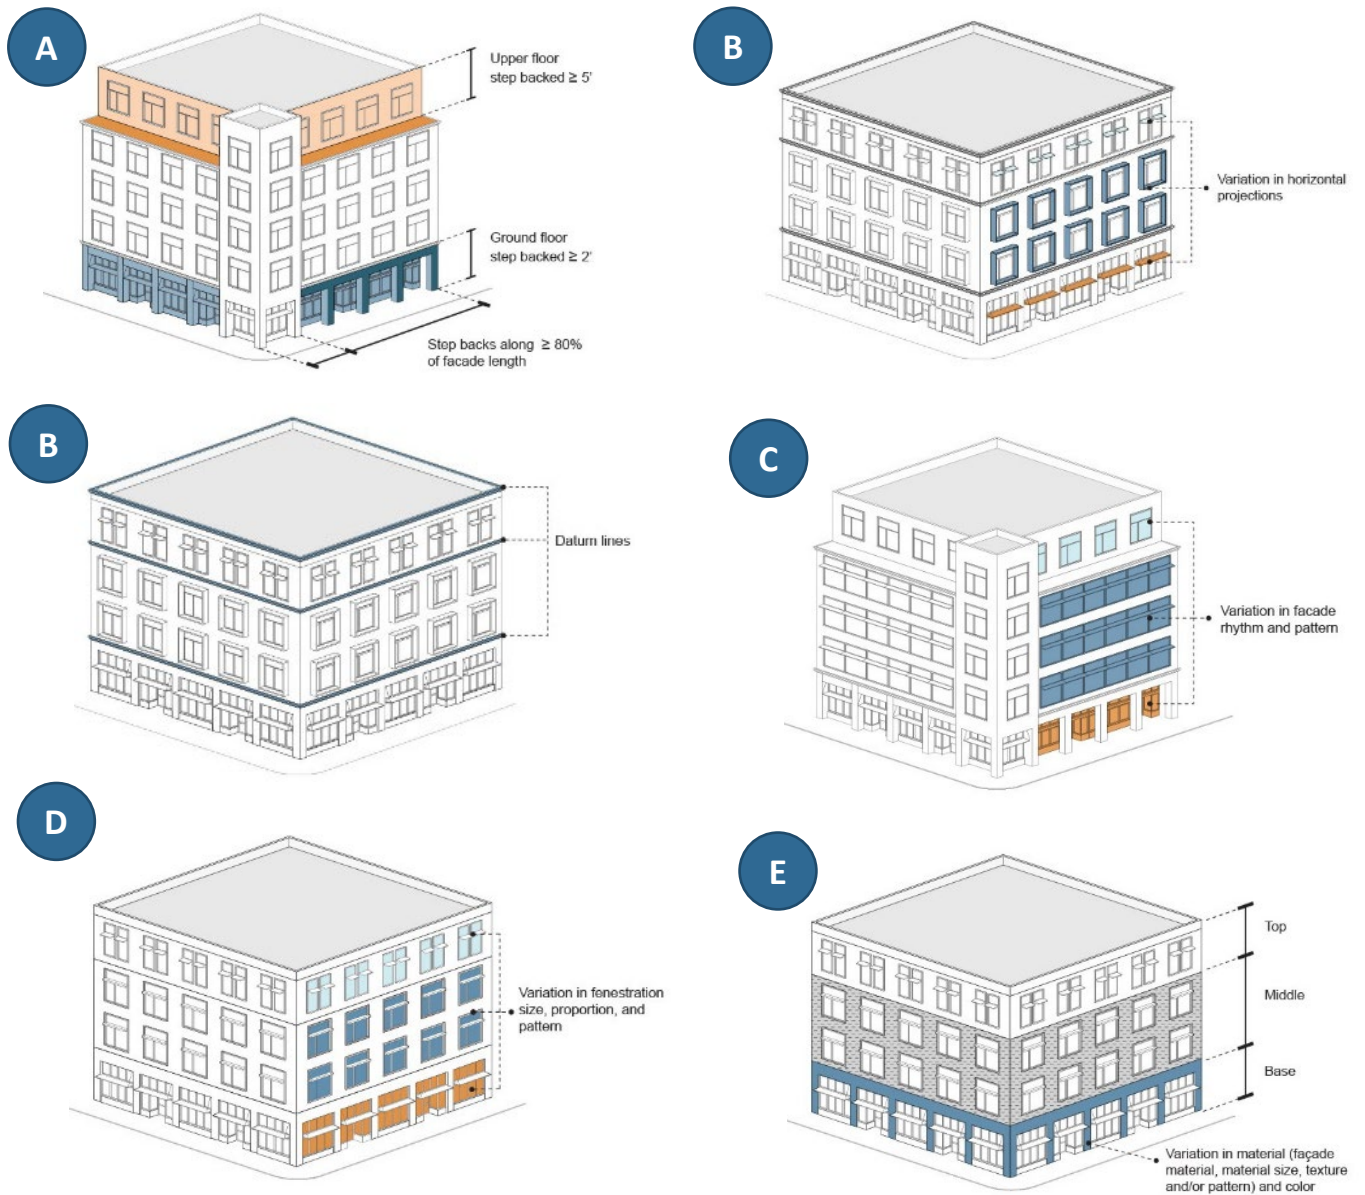 A
Upper floor
step backed ≥ 5'
Ground floor
step backed ≥ 2'
Step backs along ≥ 80%
of facade length
B
Variation in horizontal
projections
B
Datum lines
C
Variation in facade
rhythm and pattern
D
Variation in fenestration
size, proportion, and
pattern
E
Top
Middle
Base
Variation in material (façade
material, material size, texture
and/or pattern) and color